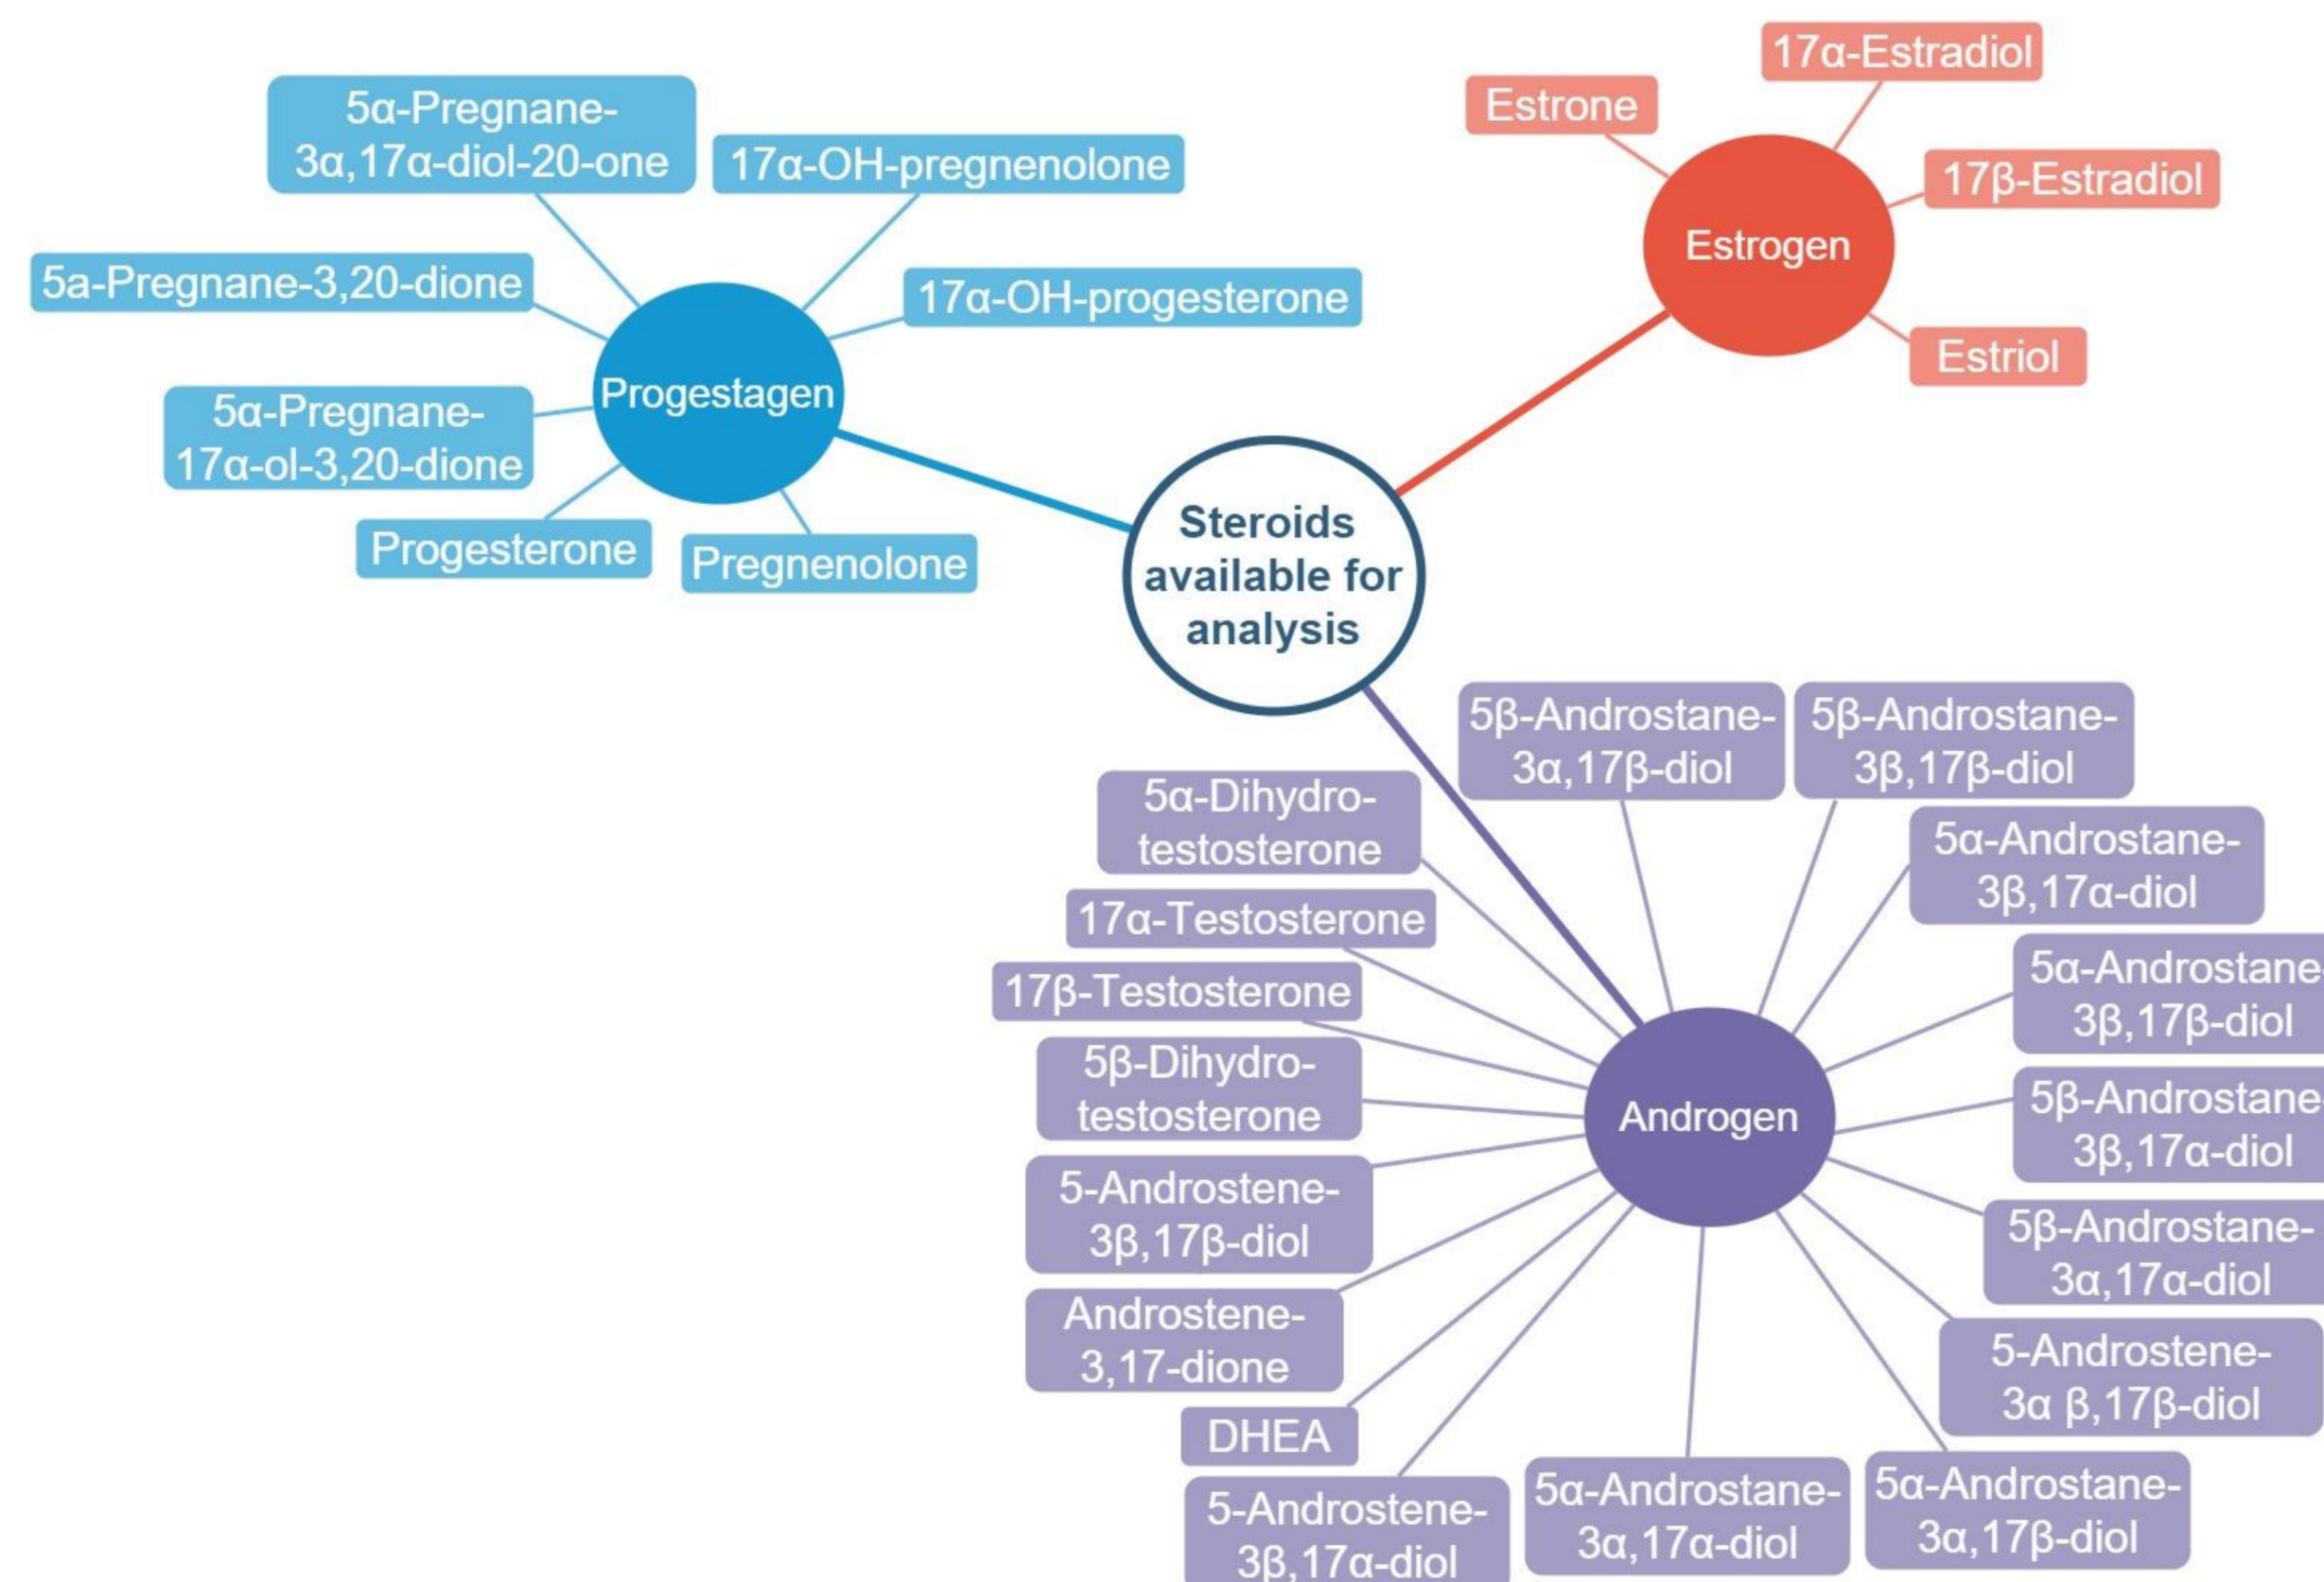 5α-Pregnane-
3α,17α-diol-20-one
17α-OH-pregnenolone
5a-Pregnane-3,20-dione
17α-OH-progesterone
Progestagen
5α-Pregnane-
17α-ol-3,20-dione
Progesterone
Pregnenolone
17α-Estradiol
Estrone
17β-Estradiol
Estrogen
Estriol
Steroids
available for
analysis
5β-Androstane-
3α,17β-diol
5β-Androstane-
3β,17β-diol
5α-Dihydro-
testosterone
5α-Androstane-
3β,17α-diol
17α-Testosterone
5α-Androstane-
3β,17β-diol
17β-Testosterone
5β-Dihydro-
testosterone
5β-Androstane-
3β,17α-diol
Androgen
5-Androstene-
3β,17β-diol
5β-Androstane-
3α,17α-diol
Androstene-
3,17-dione
5-Androstene-
3α β,17β-diol
DHEA
5-Androstene-
3β,17α-diol
5α-Androstane-
3α,17α-diol
5α-Androstane-
3α,17β-diol